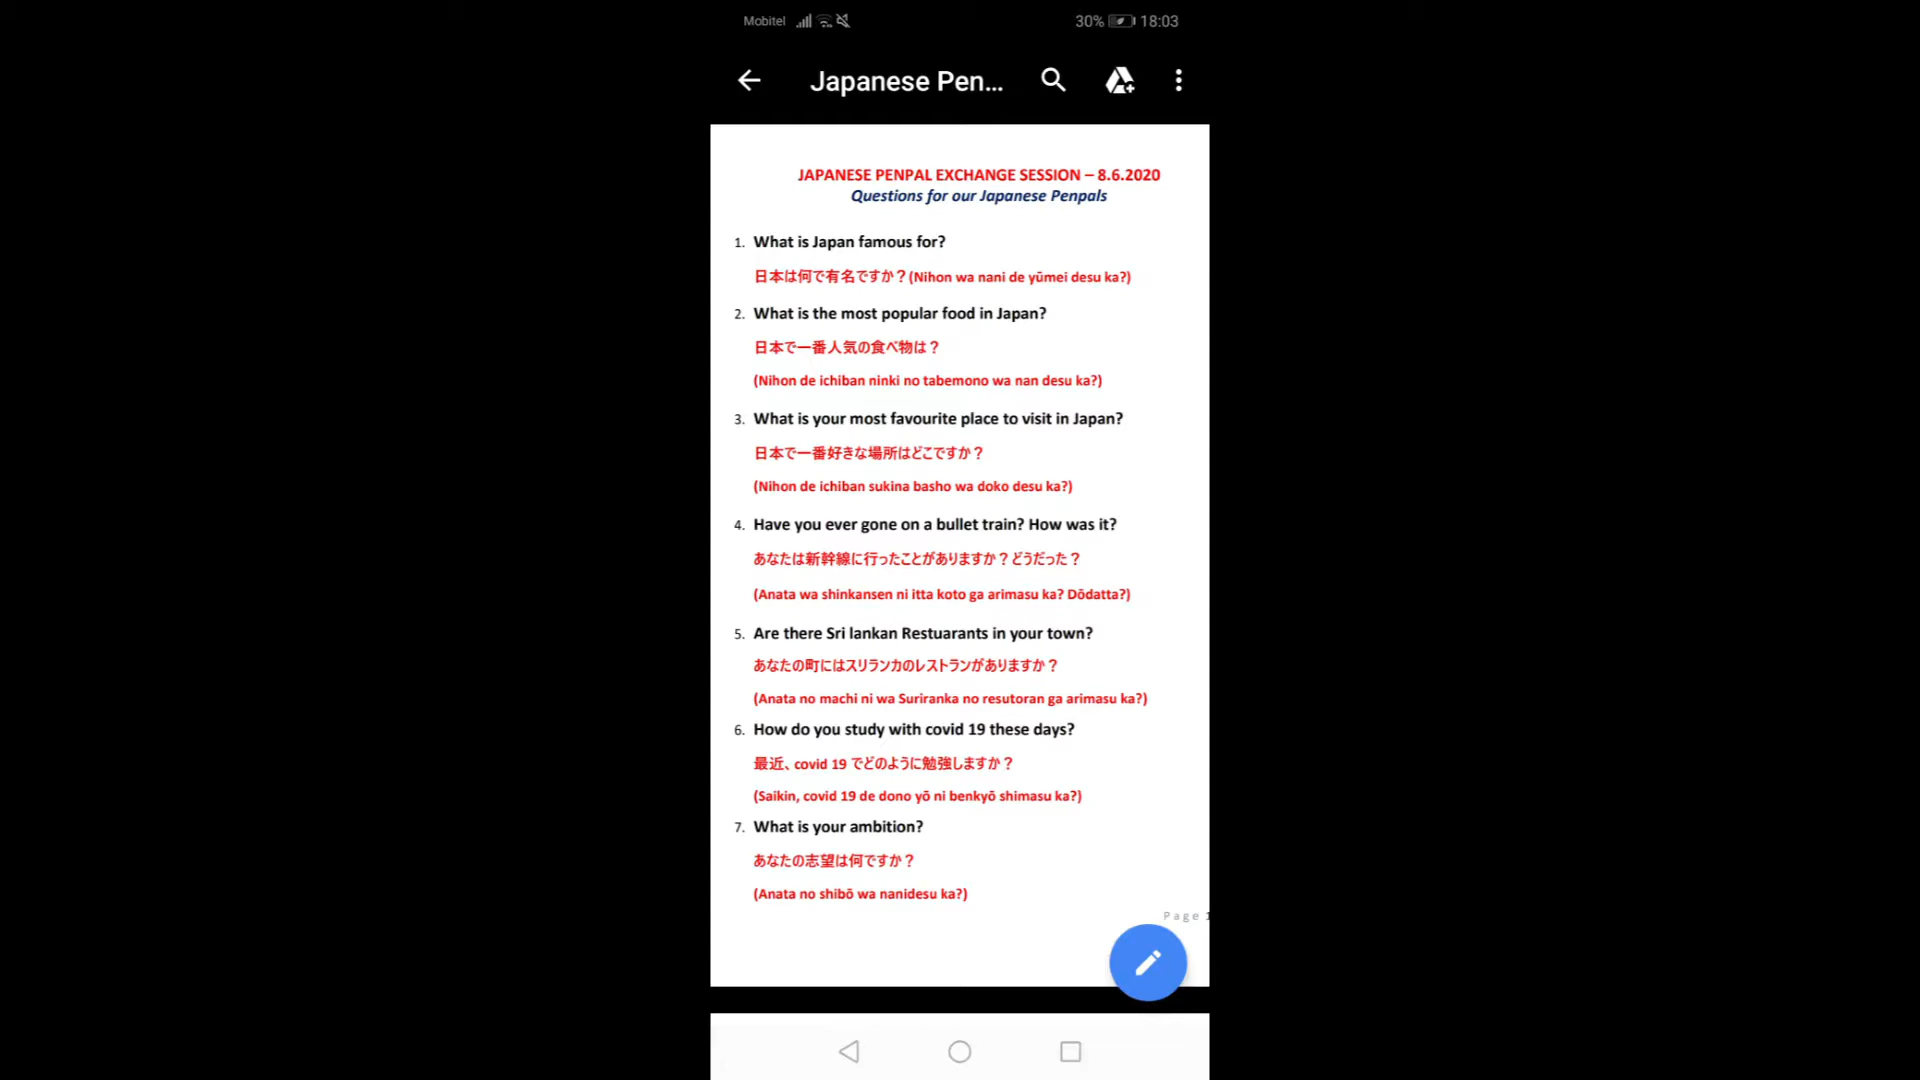 Mobitel 30% 18:03
Japanese Pen...
JAPANESE PENPAL EXCHANGE SESSION – 8.6.2020
Questions for our Japanese Penpals
1. What is Japan famous for?
日本は何で有名ですか？(Nihon wa nani de yūmei desu ka?)
2. What is the most popular food in Japan?
日本で一番人気の食べ物は？
(Nihon de ichiban ninki no tabemono wa nan desu ka?)
3. What is your most favourite place to visit in Japan?
日本で一番好きな場所はどこですか？
(Nihon de ichiban sukina basho wa doko desu ka?)
4. Have you ever gone on a bullet train? How was it?
あなたは新幹線に行ったことがありますか？どうだった？
(Anata wa shinkansen ni itta koto ga arimasu ka? Dōdatta?)
5. Are there Sri lankan Restuarants in your town?
あなたの町にはスリランカのレストランがありますか？
(Anata no machi ni wa Suriranka no resutoran ga arimasu ka?)
6. How do you study with covid 19 these days?
最近、covid 19 でどのように勉強しますか？
(Saikin, covid 19 de dono yō ni benkyō shimasu ka?)
7. What is your ambition?
あなたの志望は何ですか？
(Anata no shibō wa nanidesu ka?)
Page 1